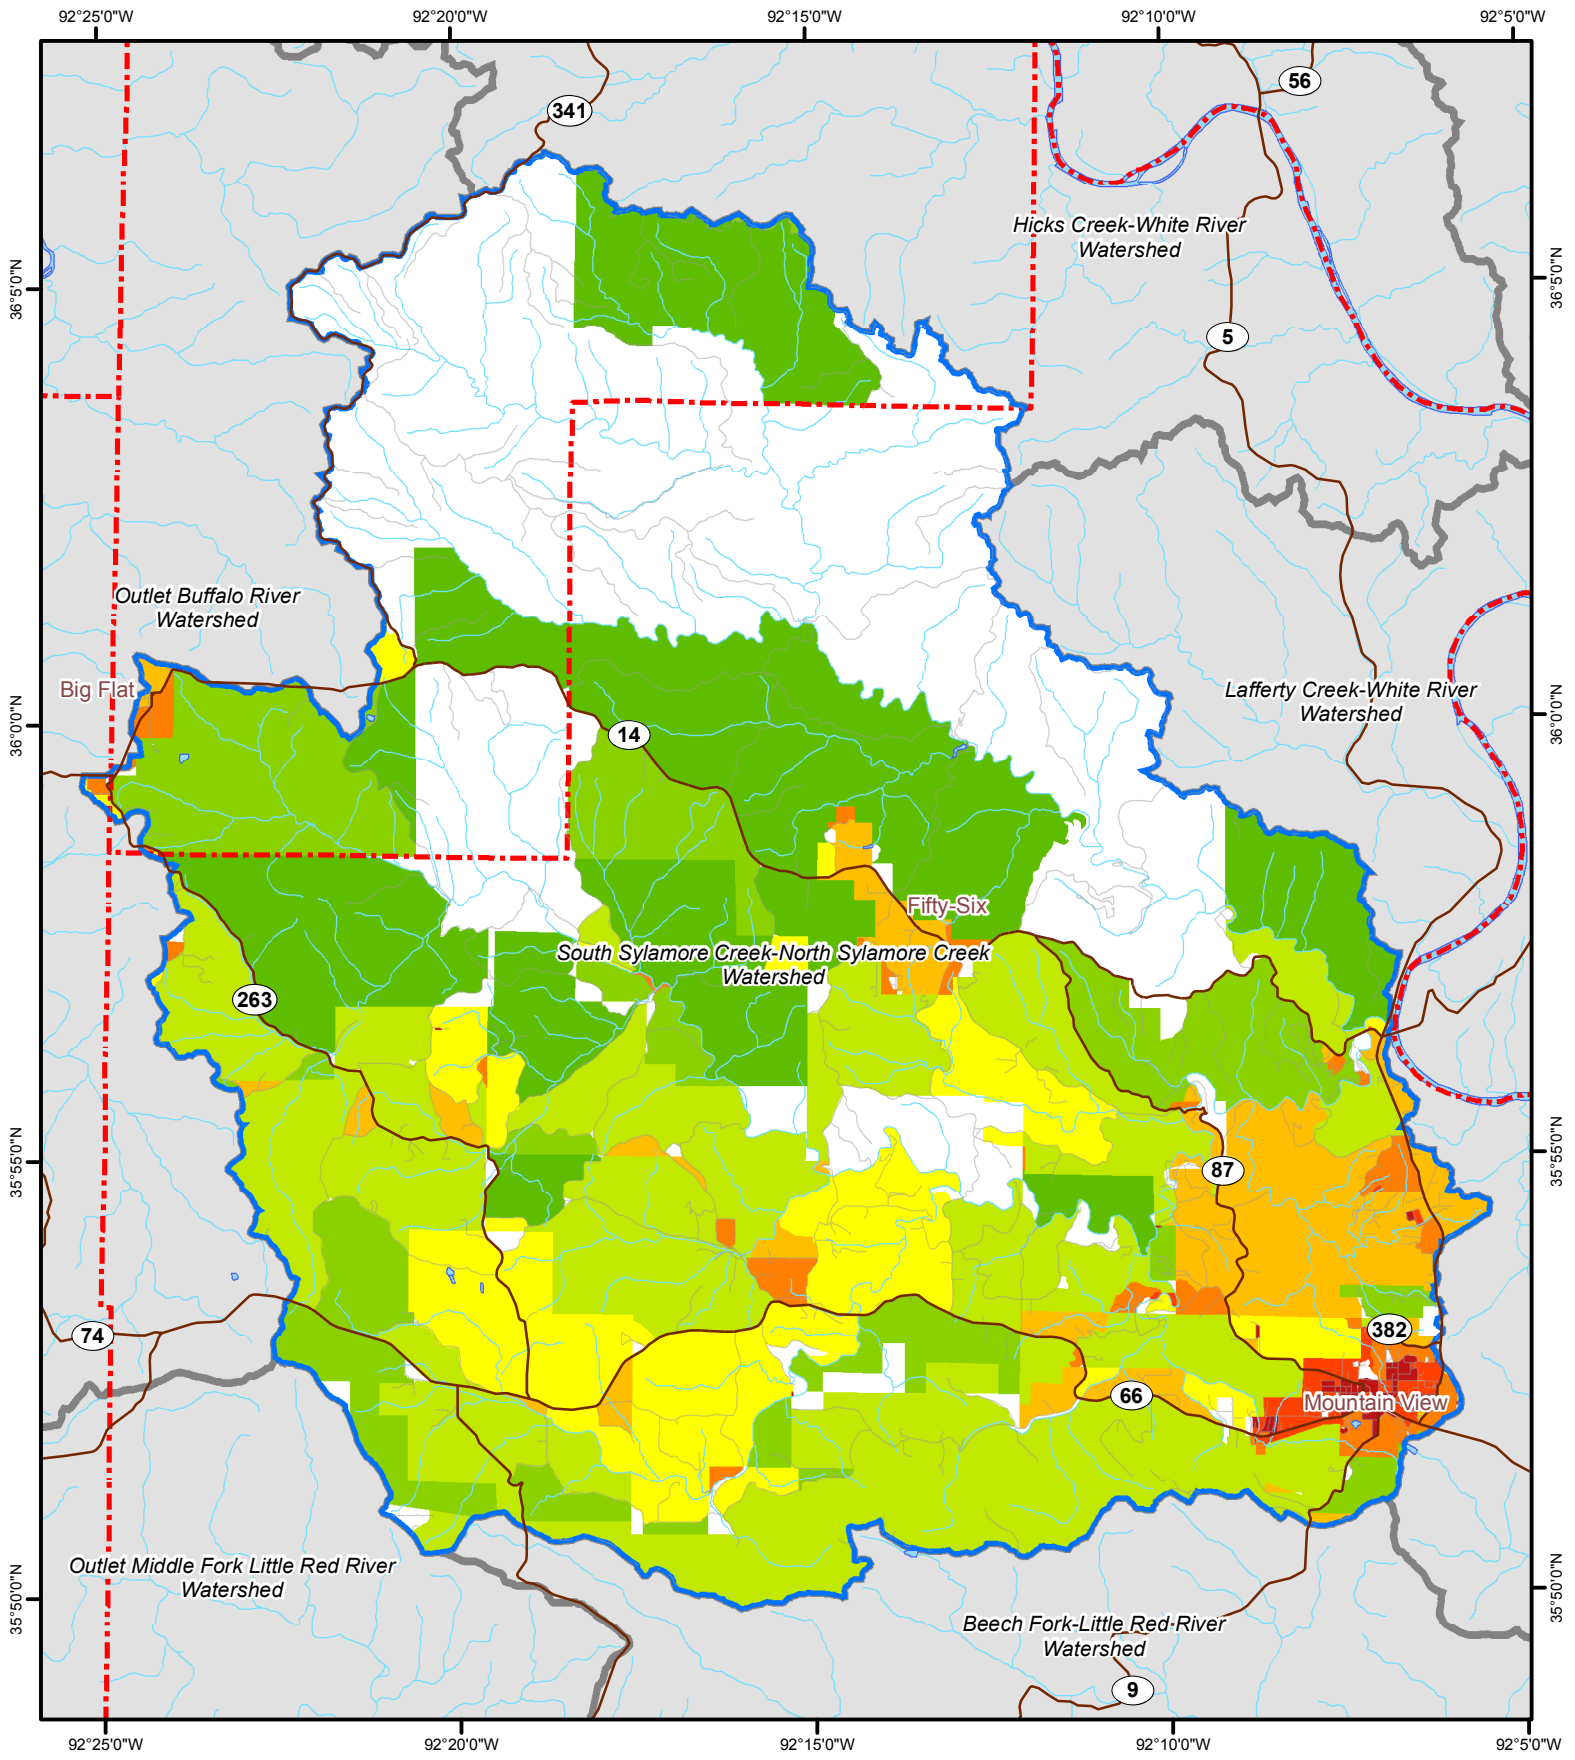 92°25'0"W
92°20'0"W
92°15'0"W
92°10'0"W
92°5'0"W
56
341
Hicks Creek-White River
Watershed
36°5'0"N
36°5'0"N
5
Outlet Buffalo River
Watershed
Big Flat
Lafferty Creek-White River
Watershed
36°0'0"N
36°0'0"N
14
Fifty-Six
South Sylamore Creek-North Sylamore Creek
Watershed
263
35°55'0"N
35°55'0"N
87
74
382
66
Mountain View
Outlet Middle Fork Little Red River
Watershed
35°50'0"N
35°50'0"N
Beech Fork-Little Red River
Watershed
9
92°25'0"W
92°20'0"W
92°15'0"W
92°10'0"W
92°5'0"W